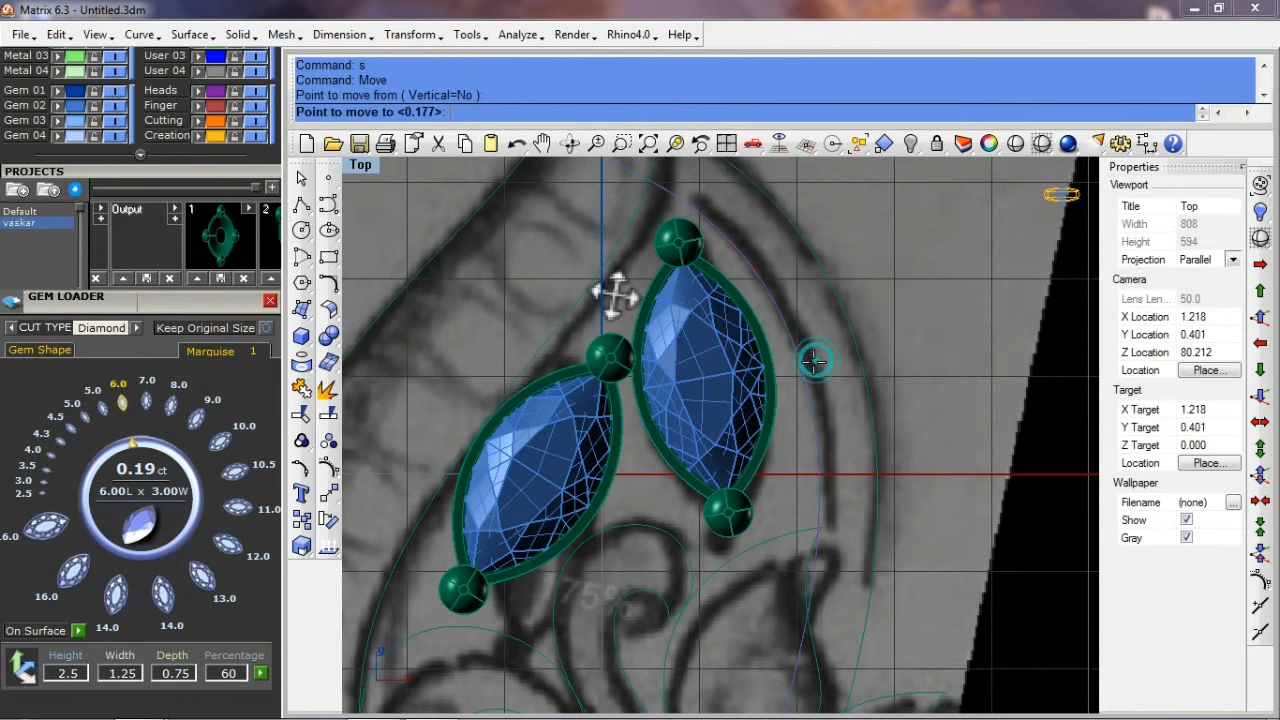 Matrix 6.3 - Untitled.3dm
File Edit View Curve Surface Solid Mesh Dimension Transform Tools Analyze Render Rhino4.0 Help
Metal 03 User 03
Metal 04 User 04
Gem 01 Heads
Gem 02 Finger
Gem 03 Cutting
Gem 04 Creation
Command: s
Command: Move
Point to move from ( Vertical=No ):
Point to move to <0.177>:
PROJECTS
Default
vaskar
Output 1 2
GEM LOADER
CUT TYPE Diamond Keep Original Size
Gem Shape Marquise 1
6.0 7.0 8.0
5.0 5.0 9.0
4.5 10.0
4.3
4.0 10.5
3.5
3.0
2.5
0.19 ct
6.00L x 3.00W
11.0
16.0
12.0
16.0 13.0
14.0 14.0
On Surface
Height Width Depth Percentage
2.5 1.25 0.75 60
Top
75%
y
Properties
Viewport
Title Top
Width 808
Height 594
Projection Parallel
Camera
Lens Len... 50.0
X Location 1.218
Y Location 0.401
Z Location 80.212
Location Place...
Target
X Target 1.218
Y Target 0.401
Z Target 0.000
Location Place...
Wallpaper
Filename (none) ...
Show
Gray